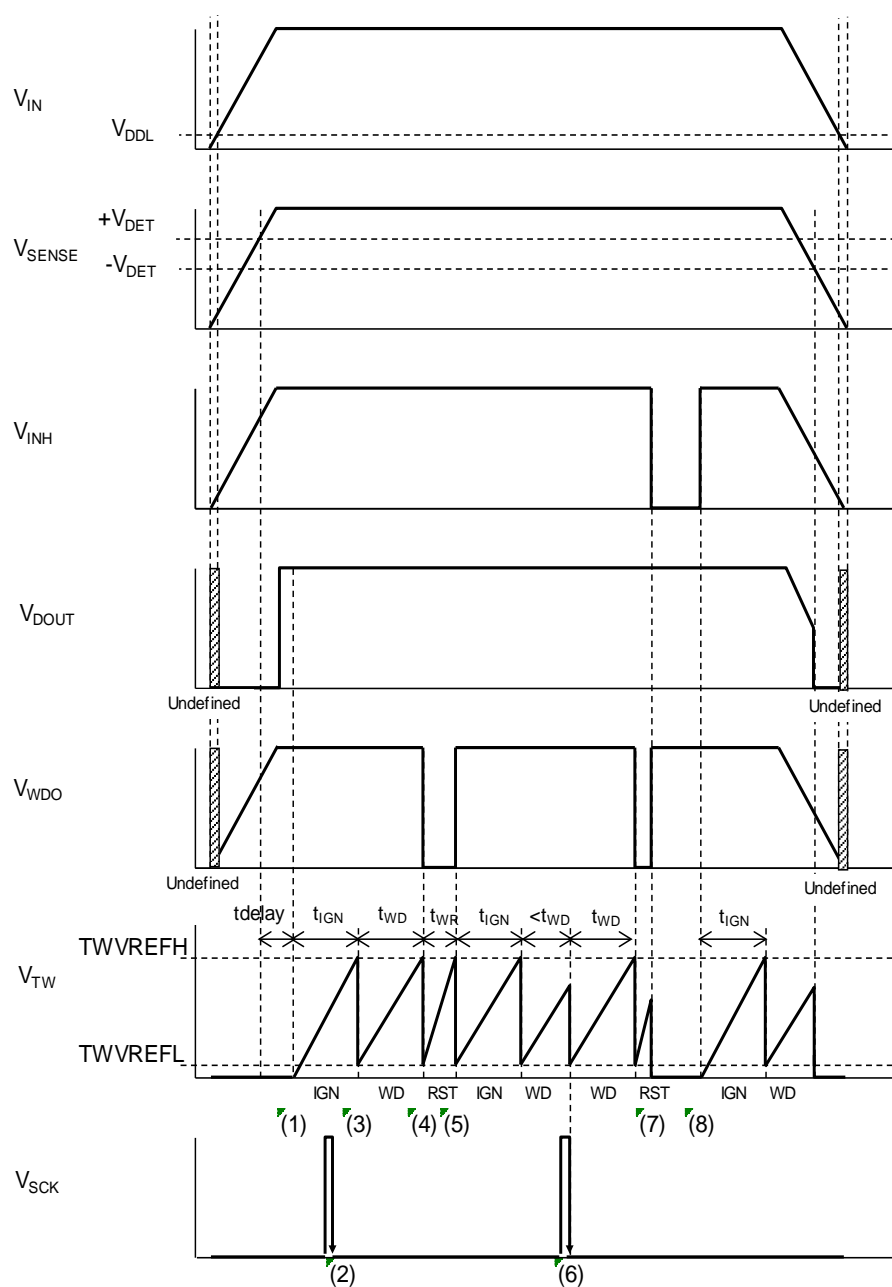 VIN
VDDL
+VDET
VSENSE
-VDET
VINH
VDOUT
Undefined Undefined
VWDO
Undefined Undefined
tdelay tIGN tWD tWR tIGN <tWD tWD tIGN
TWVREFH
VTW
TWVREFL
IGN WD RST IGN WD WD RST IGN WD
(1) (3) (4) (5) (7) (8)
VSCK
(2) (6)